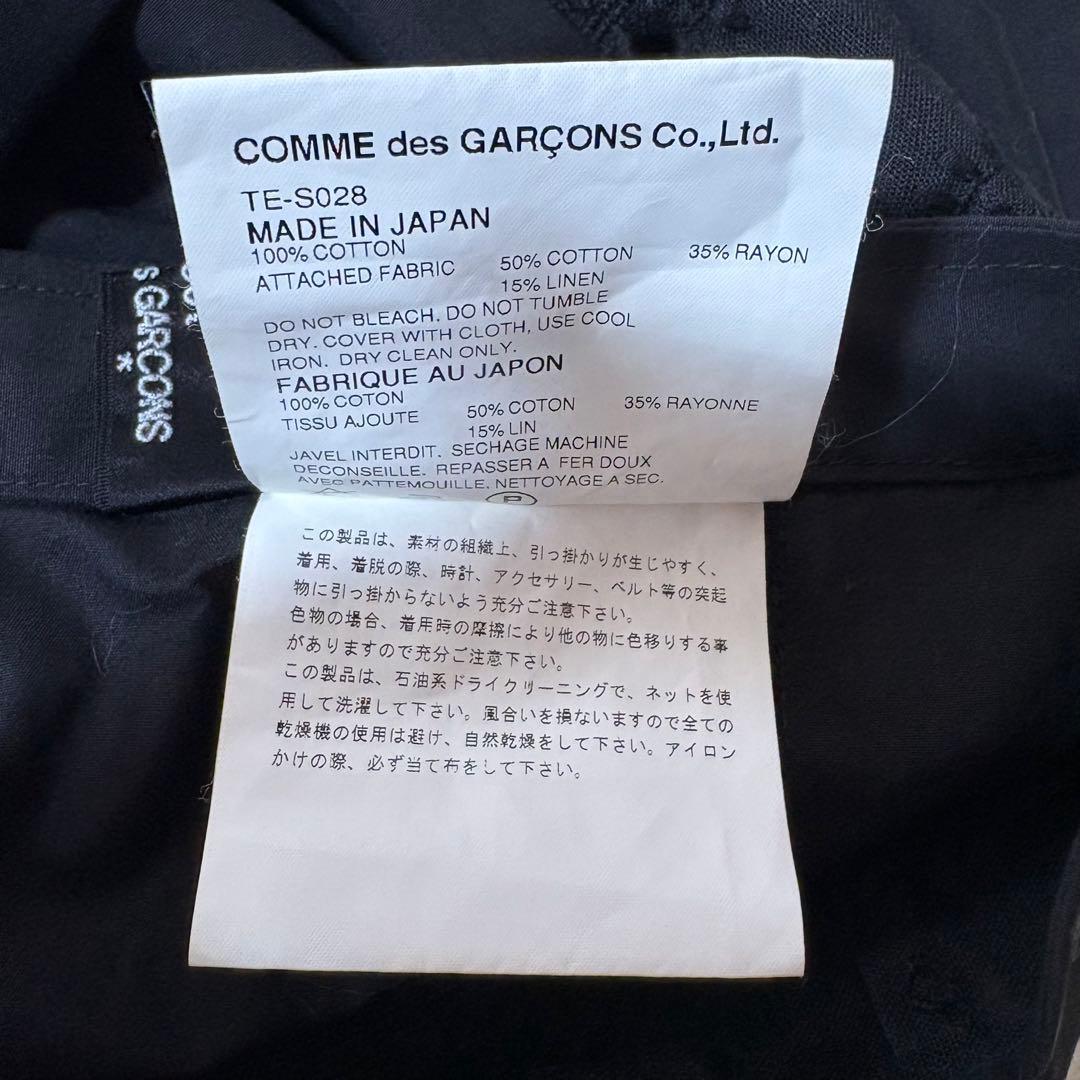 COMME des GARÇONS Co.,Ltd.
TE-S028
MADE IN JAPAN
100% COTTON
ATTACHED FABRIC 50% COTTON 35% RAYON
15% LINEN
DO NOT BLEACH. DO NOT TUMBLE
DRY. COVER WITH CLOTH, USE COOL
IRON. DRY CLEAN ONLY.
FABRIQUE AU JAPON
100% COTON
TISSU AJOUTE 50% COTON 35% RAYONNE
15% LIN
JAVEL INTERDIT. SECHAGE MACHINE
DECONSEILLE. REPASSER A FER DOUX
AVEC PATTEMOUILLE, NETTOYAGE A SEC.
P
この製品は、素材の組織上、引っ掛かりが生じやすく、
着用、着脱の際、時計、アクセサリー、ベルト等の突起
物に引っ掛からないよう充分ご注意下さい。
色物の場合、着用時の摩擦により他の物に色移りする事
がありますので充分ご注意下さい。
この製品は、石油系ドライクリーニングで、ネットを使
用して洗濯して下さい。風合いを損ないますので全ての
乾燥機の使用は避け、自然乾燥をして下さい。アイロン
かけの際、必ず当て布をして下さい。
S GARCONS